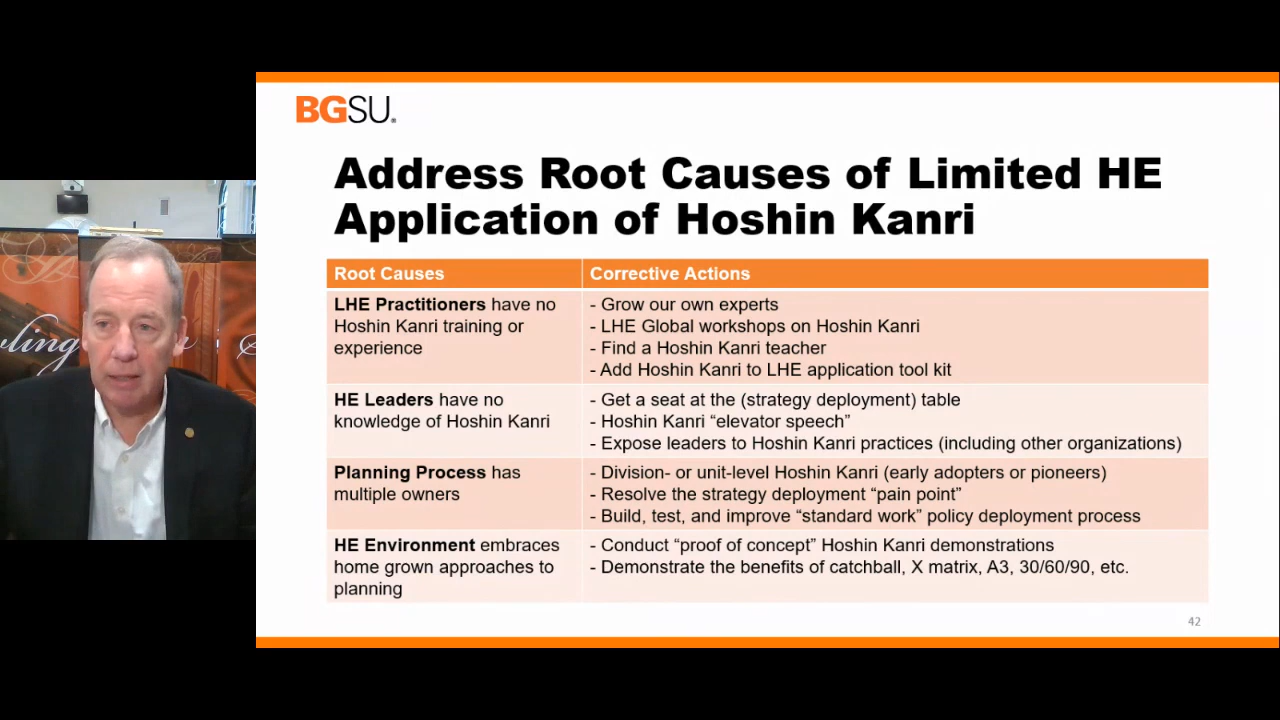 BGSU®
Address Root Causes of Limited HE
Application of Hoshin Kanri
Root Causes
Corrective Actions
LHE Practitioners have no
Hoshin Kanri training or
experience
- Grow our own experts
- LHE Global workshops on Hoshin Kanri
- Find a Hoshin Kanri teacher
- Add Hoshin Kanri to LHE application tool kit
HE Leaders have no
knowledge of Hoshin Kanri
- Get a seat at the (strategy deployment) table
- Hoshin Kanri “elevator speech”
- Expose leaders to Hoshin Kanri practices (including other organizations)
Planning Process has
multiple owners
- Division- or unit-level Hoshin Kanri (early adopters or pioneers)
- Resolve the strategy deployment “pain point”
- Build, test, and improve “standard work” policy deployment process
HE Environment embraces
home grown approaches to
planning
- Conduct “proof of concept” Hoshin Kanri demonstrations
- Demonstrate the benefits of catchball, X matrix, A3, 30/60/90, etc.
42